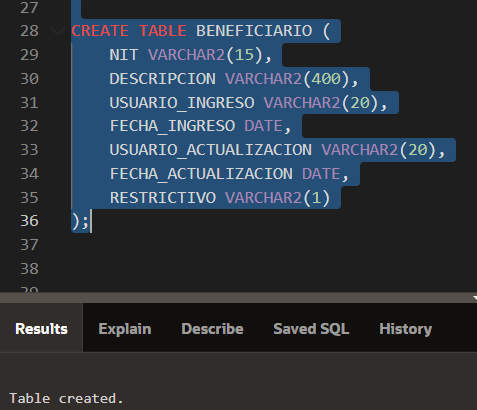 27
28 CREATE TABLE BENEFICIARIO (
29 NIT VARCHAR2(15),
30 DESCRIPCION VARCHAR2(400),
31 USUARIO_INGRESO VARCHAR2(20),
32 FECHA_INGRESO DATE,
33 USUARIO_ACTUALIZACION VARCHAR2(20),
34 FECHA_ACTUALIZACION DATE,
35 RESTRICTIVO VARCHAR2(1)
36 );
37
38
39
Results Explain Describe Saved SQL History
Table created.